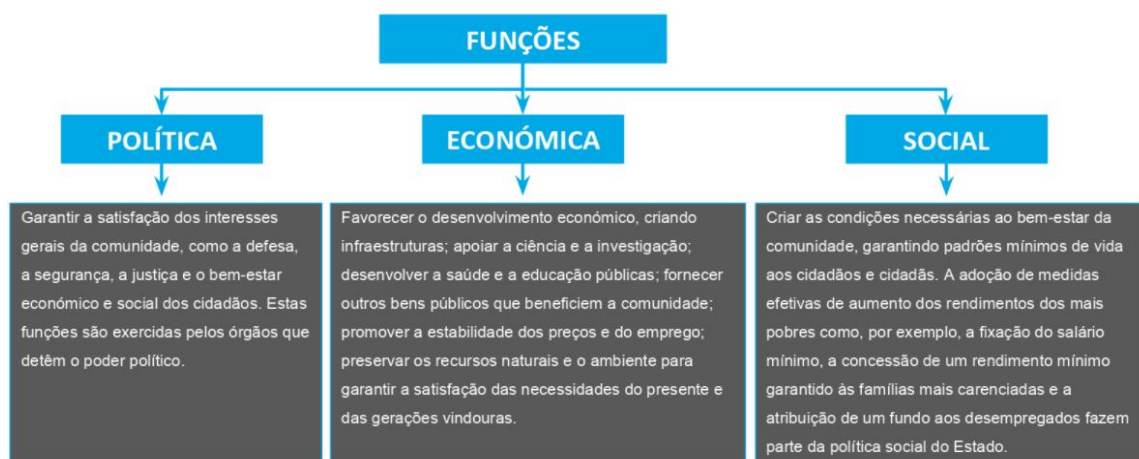 FUNÇÕES
POLÍTICA
ECONÓMICA
SOCIAL
Garantir a satisfação dos interesses
gerais da comunidade, como a defesa,
a segurança, a justiça e o bem-estar
económico e social dos cidadãos. Estas
funções são exercidas pelos órgãos que
detêm o poder político.
Favorecer o desenvolvimento económico, criando
infraestruturas; apoiar a ciência e a investigação;
desenvolver a saúde e a educação públicas; fornecer
outros bens públicos que beneficiem a comunidade;
promover a estabilidade dos preços e do emprego;
preservar os recursos naturais e o ambiente para
garantir a satisfação das necessidades do presente e
das gerações vindouras.
Criar as condições necessárias ao bem-estar da
comunidade, garantindo padrões mínimos de vida
aos cidadãos e cidadãs. A adoção de medidas
efetivas de aumento dos rendimentos dos mais
pobres como, por exemplo, a fixação do salário
mínimo, a concessão de um rendimento mínimo
garantido às famílias mais carenciadas e a
atribuição de um fundo aos desempregados fazem
parte da política social do Estado.